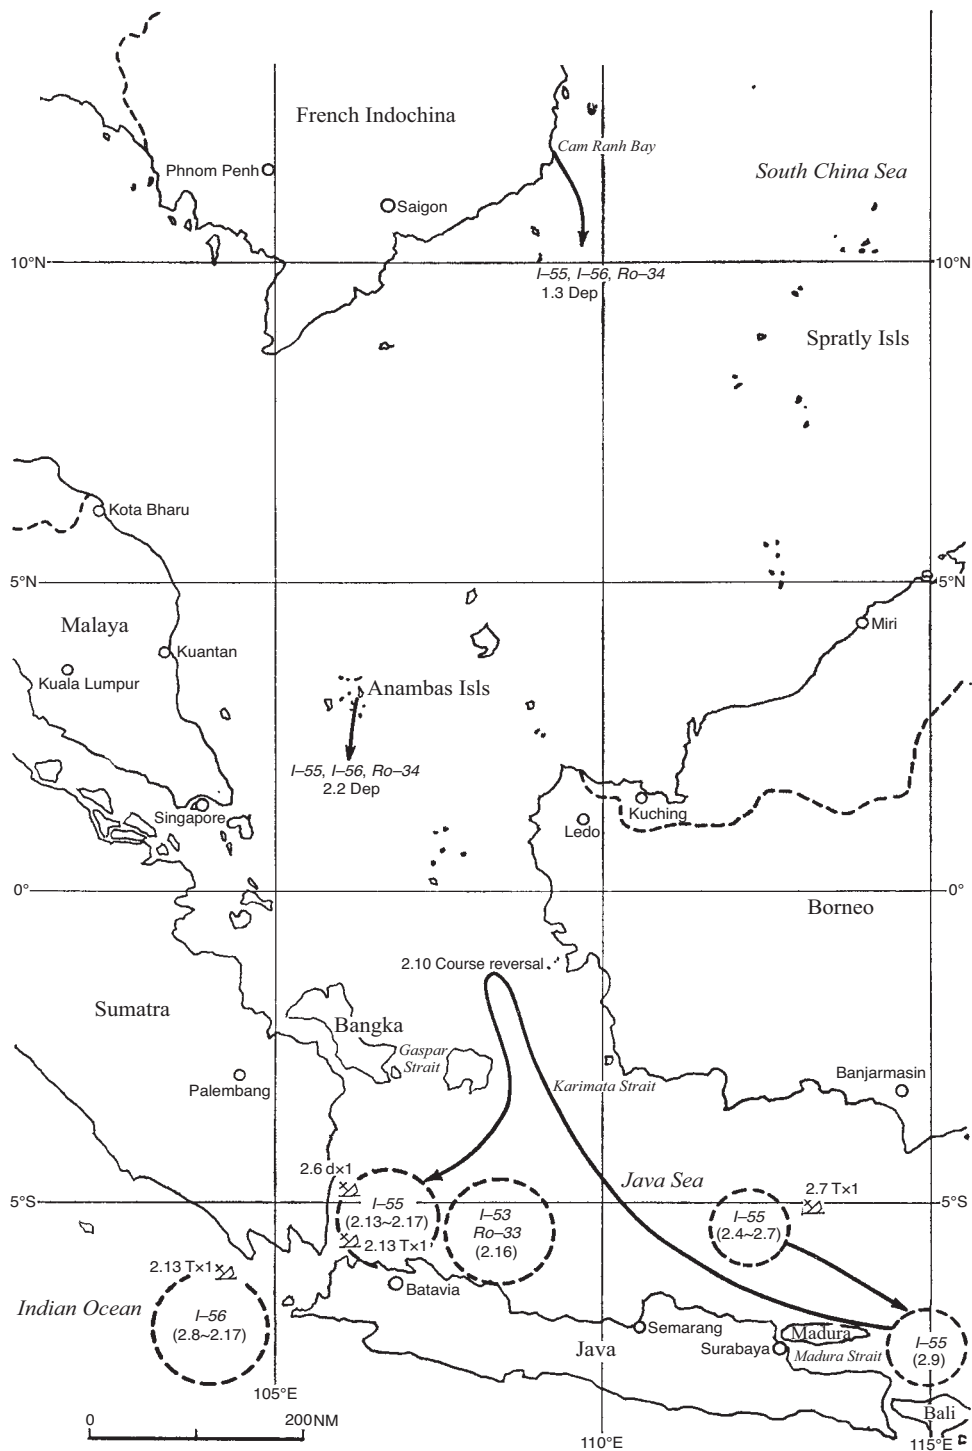 French Indochina
Cam Ranh Bay
Phnom Penh
South China Sea
Saigon
10°N
10°N
I–55, I–56, Ro–34
1.3 Dep
Spratly Isls
Kota Bharu
5°N
5°N
Malaya
Miri
Kuantan
Kuala Lumpur
Anambas Isls
I–55, I–56, Ro–34
2.2 Dep
Singapore
Kuching
Ledo
0°
0°
Borneo
2.10 Course reversal
Sumatra
Bangka
Gaspar
Strait
Palembang
Karimata Strait
Banjarmasin
2.6 d×1
Java Sea
2.7 T×1
5°S
5°S
I–55
(2.13~2.17)
I–53
Ro–33
(2.16)
I–55
(2.4~2.7)
2.13 T×1
2.13 T×1
Batavia
Indian Ocean
I–56
(2.8~2.17)
Semarang
Madura
Surabaya
Madura Strait
Java
I–55
(2.9)
105°E
Bali
0
200NM
110°E
115°E